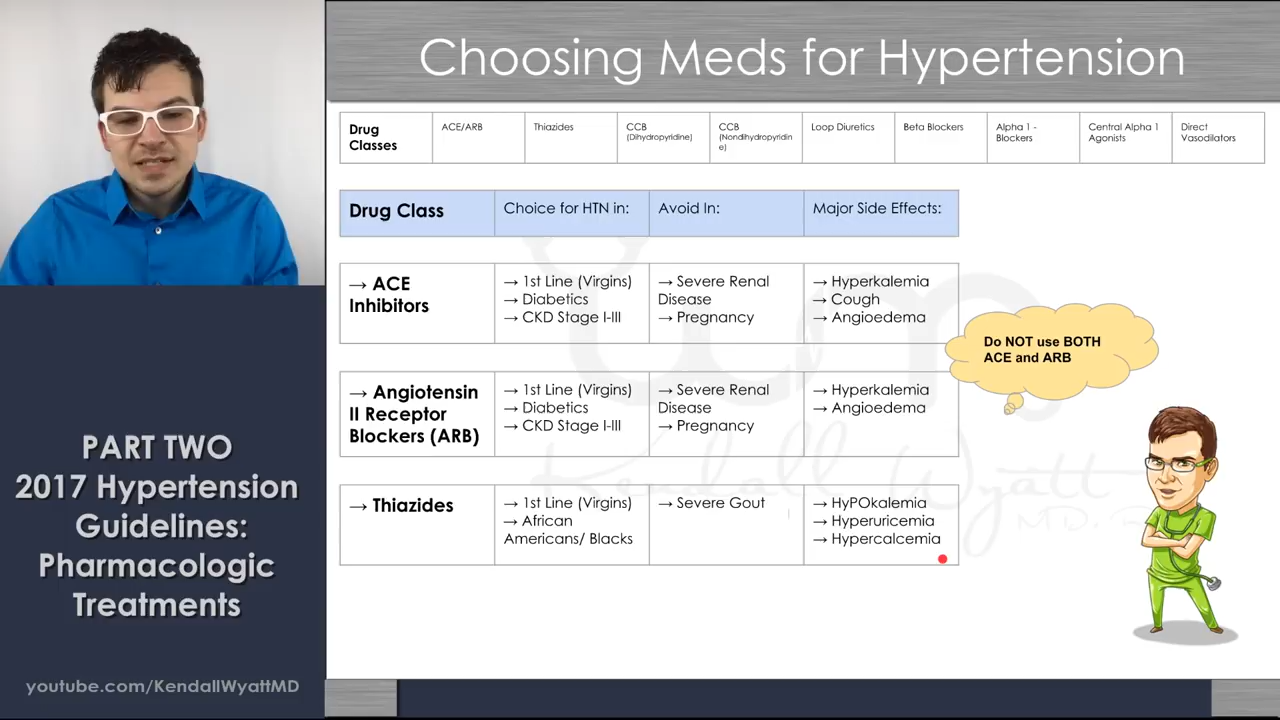 Choosing Meds for Hypertension
Drug
Classes
ACE/ARB
Thiazides
CCB
(Dihydropyridine)
CCB
(Nondihydropyridin
e)
Loop Diuretics
Beta Blockers
Alpha 1 -
Blockers
Central Alpha 1
Agonists
Direct
Vasodilators
Drug Class
Choice for HTN in:
Avoid In:
Major Side Effects:
→ ACE
Inhibitors
→ 1st Line (Virgins)
→ Diabetics
→ CKD Stage I-III
→ Severe Renal
Disease
→ Pregnancy
→ Hyperkalemia
→ Cough
→ Angioedema
Do NOT use BOTH
ACE and ARB
→ Angiotensin
II Receptor
Blockers (ARB)
→ 1st Line (Virgins)
→ Diabetics
→ CKD Stage I-III
→ Severe Renal
Disease
→ Pregnancy
→ Hyperkalemia
→ Angioedema
→ Thiazides
→ 1st Line (Virgins)
→ African
Americans/ Blacks
→ Severe Gout
→ HyPOkalemia
→ Hyperuricemia
→ Hypercalcemia
Kendall Wyatt
PART TWO
2017 Hypertension
Guidelines:
Pharmacologic
Treatments
youtube.com/KendallWyattMD